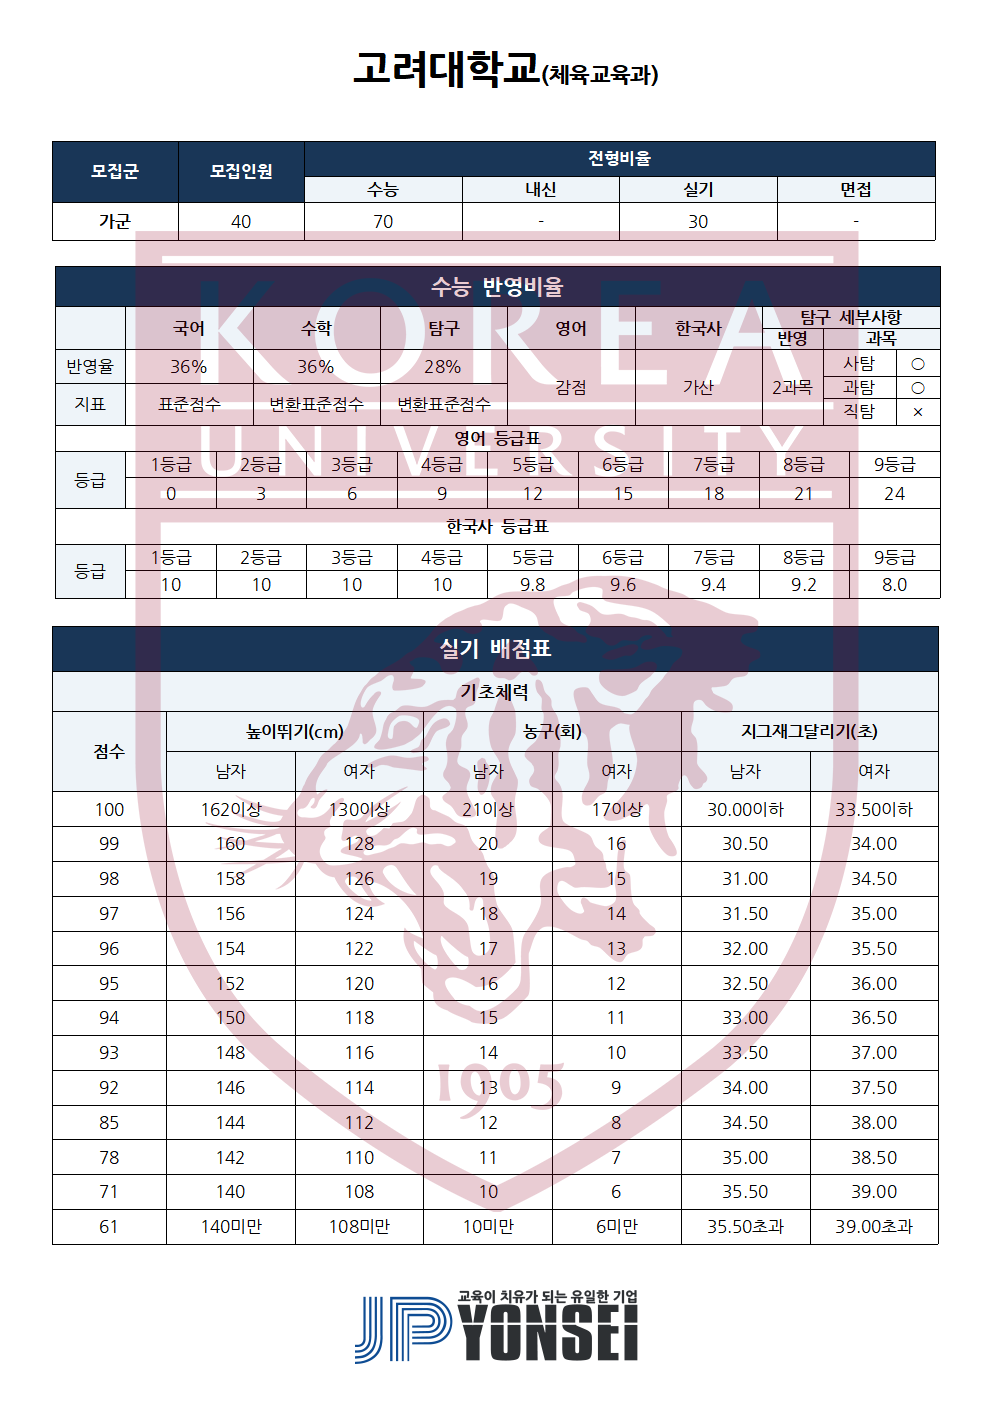 고려대학교(체육교육과)
모집군 모집인원 전형비율
수능 내신 실기 면접
가군 40 70 - 30 -
수능 반영비율
국어 수학 탐구 영어 한국사 탐구 세부사항
반영 과목
반영율 36% 36% 28% 감점 가산 2과목 사탐 ○
과탐 ○
지표 표준점수 변환표준점수 변환표준점수 직탐 ×
영어 등급표
등급 1등급 2등급 3등급 4등급 5등급 6등급 7등급 8등급 9등급
0 3 6 9 12 15 18 21 24
한국사 등급표
등급 1등급 2등급 3등급 4등급 5등급 6등급 7등급 8등급 9등급
10 10 10 10 9.8 9.6 9.4 9.2 8.0
실기 배점표
기초체력
점수 높이뛰기(cm) 농구(회) 지그재그달리기(초)
남자 여자 남자 여자 남자 여자
100 162이상 130이상 21이상 17이상 30.00이하 33.50이하
99 160 128 20 16 30.50 34.00
98 158 126 19 15 31.00 34.50
97 156 124 18 14 31.50 35.00
96 154 122 17 13 32.00 35.50
95 152 120 16 12 32.50 36.00
94 150 118 15 11 33.00 36.50
93 148 116 14 10 33.50 37.00
92 146 114 13 9 34.00 37.50
85 144 112 12 8 34.50 38.00
78 142 110 11 7 35.00 38.50
71 140 108 10 6 35.50 39.00
61 140미만 108미만 10미만 6미만 35.50초과 39.00초과
KOREA
UNIVERSITY
1905
교육이 치유가 되는 유일한 기업
JP YONSEI